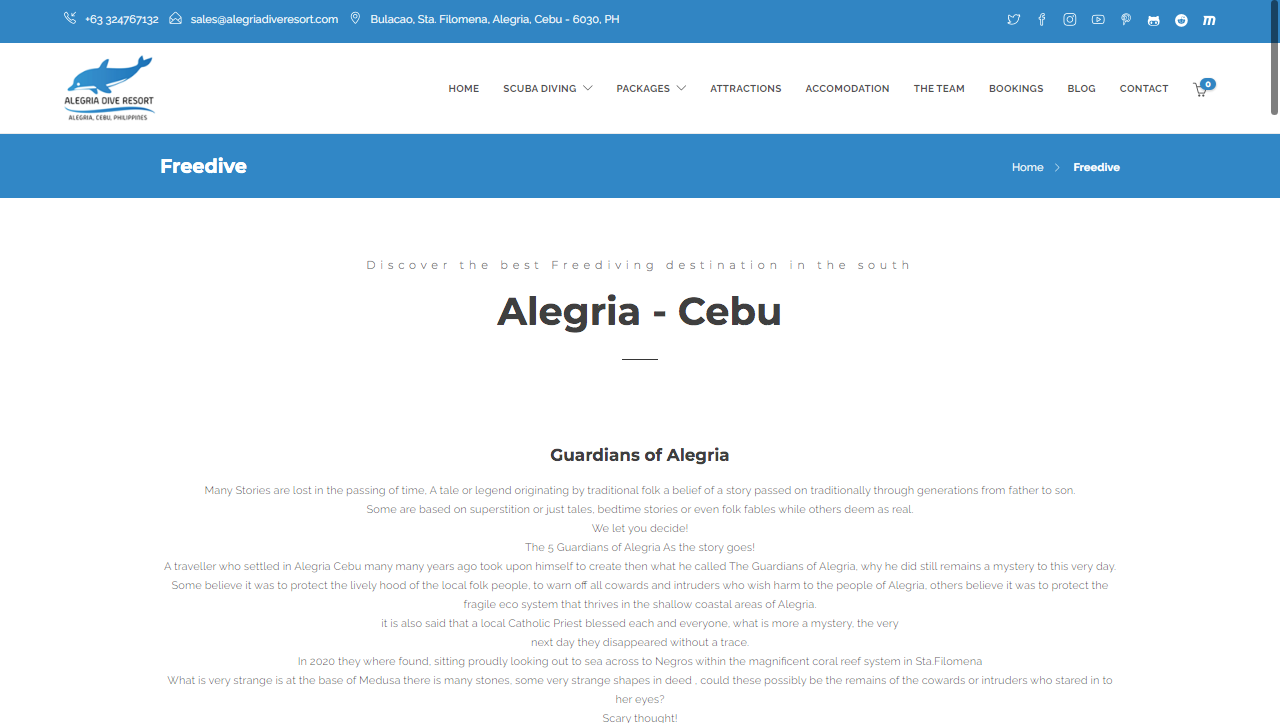 +63 324767132 sales@alegriadiveresort.com Bulacao, Sta. Filomena, Alegria, Cebu - 6030, PH
ALEGRIA DIVE RESORT
ALEGRIA, CEBU, PHILIPPINES
HOME SCUBA DIVING PACKAGES ATTRACTIONS ACCOMODATION THE TEAM BOOKINGS BLOG CONTACT 0
Freedive
Home Freedive
Discover the best Freediving destination in the south
Alegria - Cebu
Guardians of Alegria
Many Stories are lost in the passing of time. A tale or legend originating by traditional folk a belief of a story passed on traditionally through generations from father to son.
Some are based on superstition or just tales, bedtime stories or even folk fables while others deem as real.
We let you decide!
The 5 Guardians of Alegria As the story goes!
A traveller who settled in Alegria Cebu many many years ago took upon himself to create then what he called The Guardians of Alegria, why he did still remains a mystery to this very day.
Some believe it was to protect the lively hood of the local folk people, to warn off all cowards and intruders who wish harm to the people of Alegria, others believe it was to protect the
fragile eco system that thrives in the shallow coastal areas of Alegria.
it is also said that a local Catholic Priest blessed each and everyone, what is more a mystery, the very
next day they disappeared without a trace.
In 2020 they where found, sitting proudly looking out to sea across to Negros within the magnificent coral reef system in Sta.Filomena
What is very strange is at the base of Medusa there is many stones, some very strange shapes in deed , could these possibly be the remains of the cowards or intruders who stared in to
her eyes?
Scary thought!